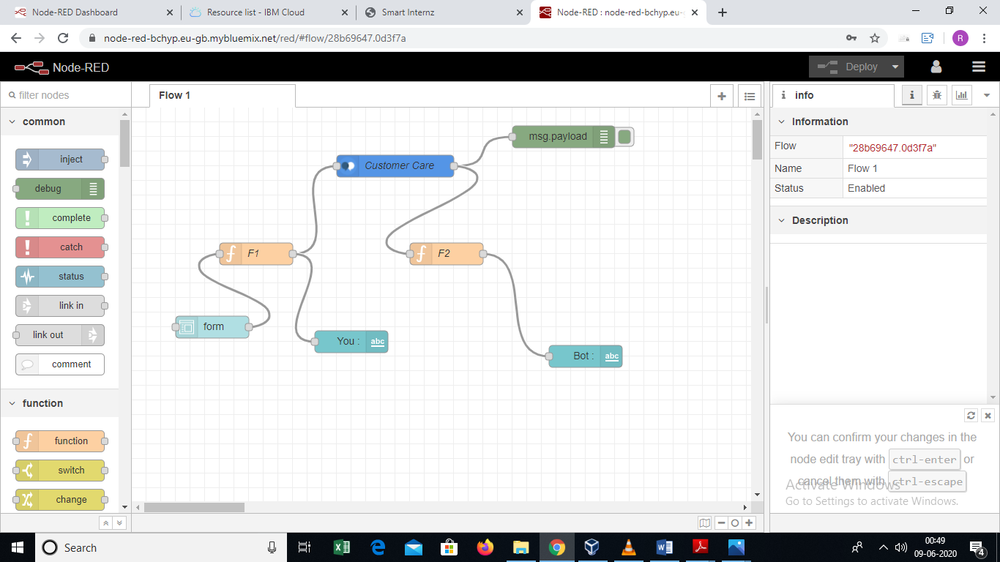 Node-RED Dashboard
Resource list - IBM Cloud
Smart Internz
Node-RED : node-red-bchyp.eu-
node-red-bchyp.eu-gb.mybluemix.net/red/#flow/28b69647.0d3f7a
R
Node-RED
Deploy
filter nodes
Flow 1
info
common
inject
debug
complete
catch
status
link in
link out
comment
function
function
switch
change
msg.payload
Customer Care
F1
F2
form
You :
abc
Bot :
abc
Information
Flow "28b69647.0d3f7a"
Name Flow 1
Status Enabled
Description
You can confirm your changes in the
node edit tray with ctrl-enter or
cancel them with ctrl-escape
Activate Windows
Go to Settings to activate Windows.
Search
00:49
09-06-2020
4